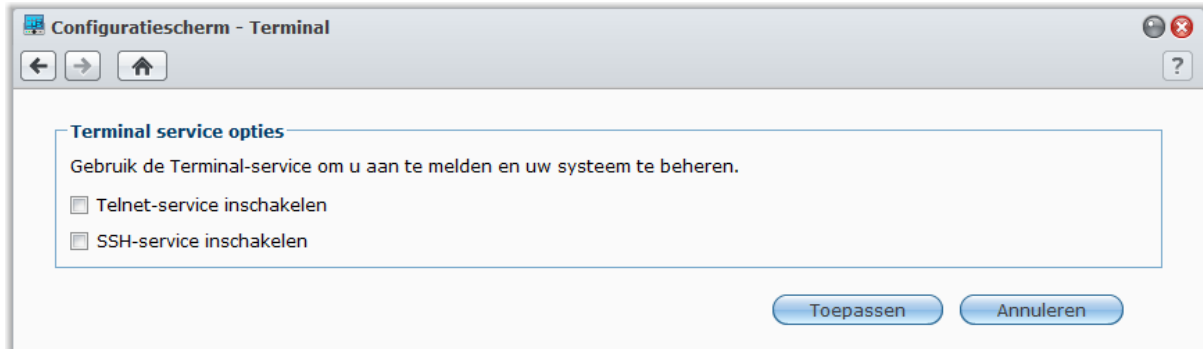 Configuratiescherm - Terminal
?
Terminal service opties
Gebruik de Terminal-service om u aan te melden en uw systeem te beheren.
Telnet-service inschakelen
SSH-service inschakelen
Toepassen Annuleren